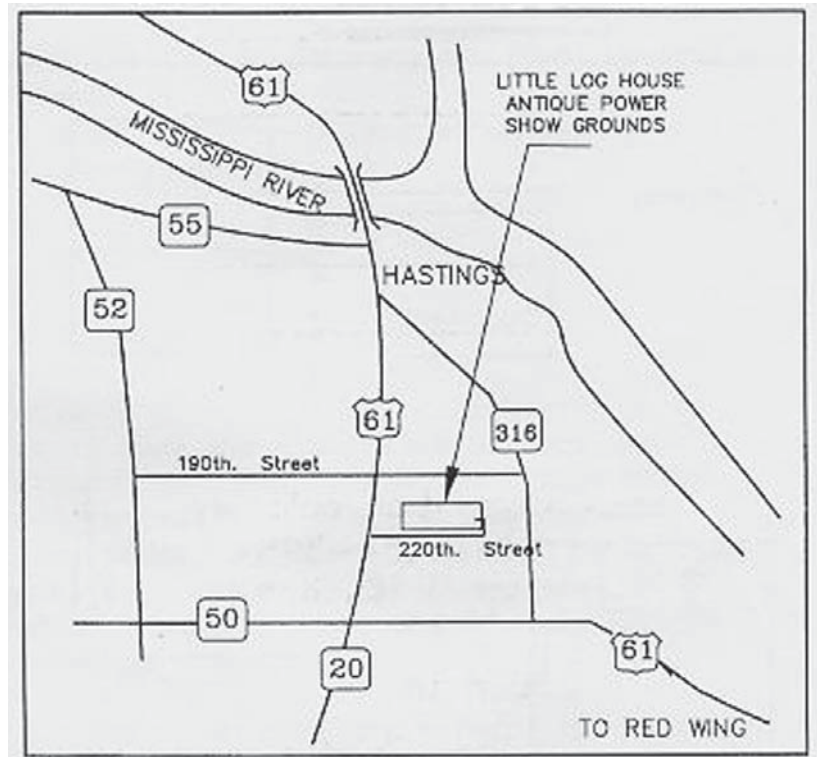 61
LITTLE LOG HOUSE
ANTIQUE POWER
SHOW GROUNDS
MISSISSIPPI RIVER
55
HASTINGS
52
61
316
190th. Street
220th. Street
50
20
61
TO RED WING